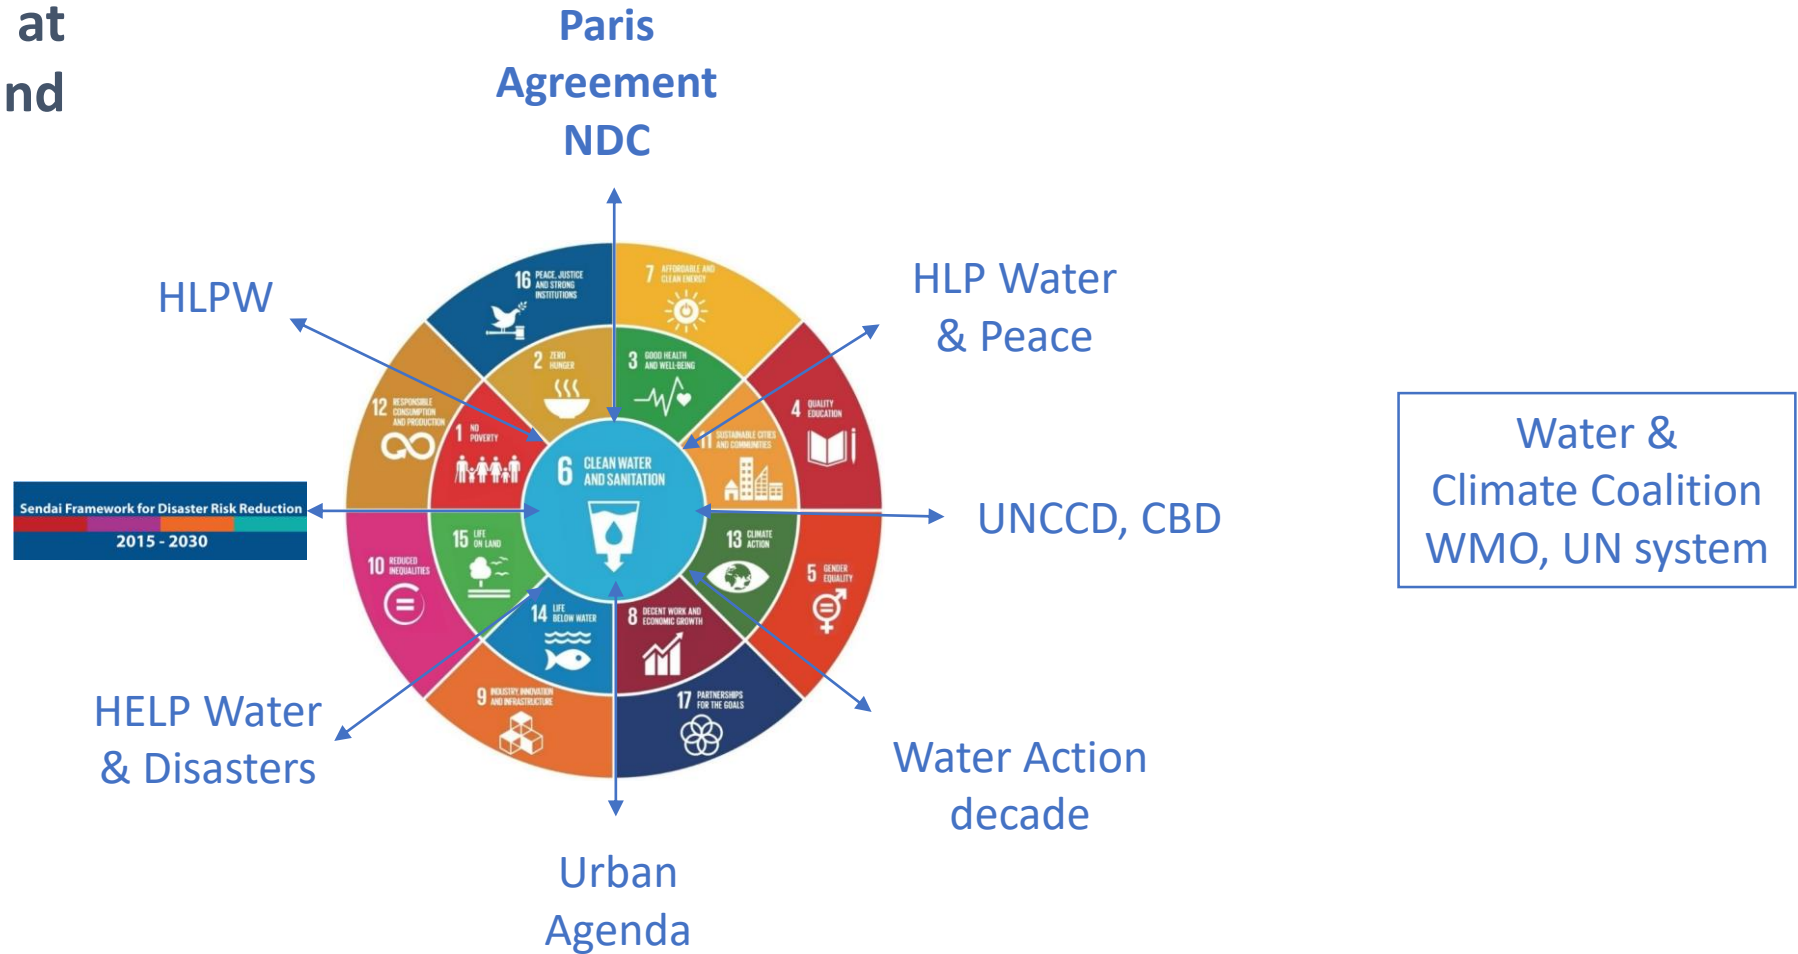 at
nd
Paris
Agreement
NDC
HLPW
HLP Water
& Peace
16 PEACE, JUSTICE
AND STRONG
INSTITUTIONS
7 AFFORDABLE AND
CLEAN ENERGY
2 ZERO
HUNGER
3 GOOD HEALTH
AND WELL-BEING
12 RESPONSIBLE
CONSUMPTION
AND PRODUCTION
1 NO
POVERTY
11 SUSTAINABLE CITIES
AND COMMUNITIES
4 QUALITY
EDUCATION
6 CLEAN WATER
AND SANITATION
Sendai Framework for Disaster Risk Reduction
2015 - 2030
UNCCD, CBD
Water &
Climate Coalition
WMO, UN system
15 LIFE
ON LAND
13 CLIMATE
ACTION
10 REDUCED
INEQUALITIES
5 GENDER
EQUALITY
14 LIFE
BELOW WATER
8 DECENT WORK AND
ECONOMIC GROWTH
9 INDUSTRY, INNOVATION
AND INFRASTRUCTURE
17 PARTNERSHIPS
FOR THE GOALS
HELP Water
& Disasters
Water Action
decade
Urban
Agenda